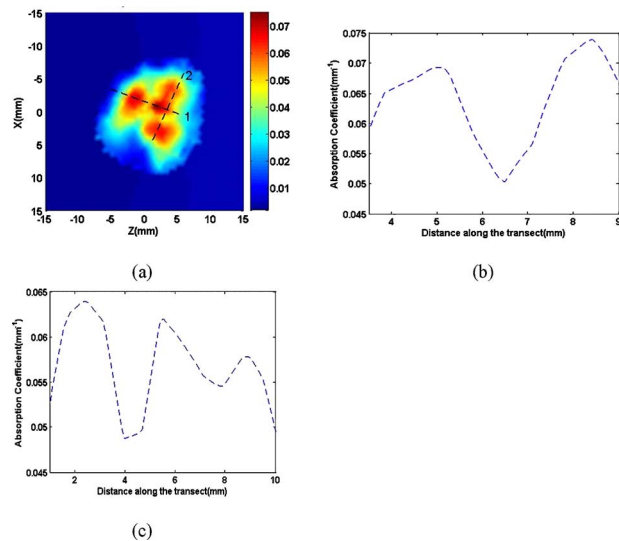 -15
-10
-5
0
5
10
15
X(mm)
-15 -10 -5 0 5 10 15
Z(mm)
2
1
0.07
0.06
0.05
0.04
0.03
0.02
0.01
(a)
0.075
0.07
0.065
0.06
0.055
0.05
0.045
Absorption Coefficient(mm-1)
4 5 6 7 8 9
Distance along the transect(mm)
(b)
0.065
0.06
0.055
0.05
0.045
Absorption Coefficient(mm-1)
2 4 6 8 10
Distance along the transect(mm)
(c)